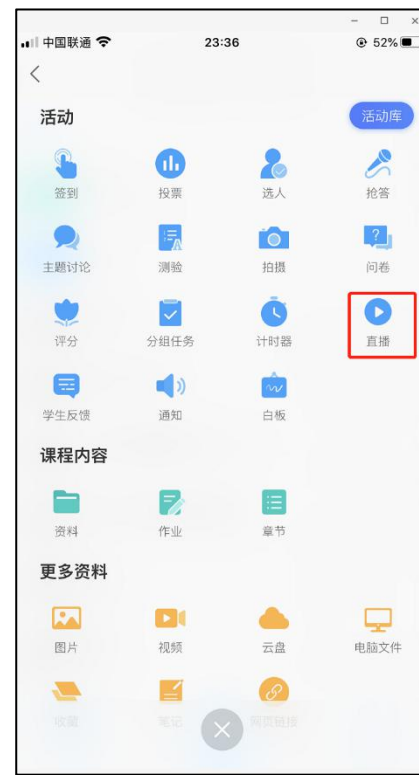 中国联通 23:36 52%
活动 活动库
签到 投票 选人 抢答
主题讨论 测验 拍摄 问卷
评分 分组任务 计时器 直播
学生反馈 通知 白板
课程内容
资料 作业 章节
更多资料
图片 视频 云盘 电脑文件
收藏 笔记 网页链接